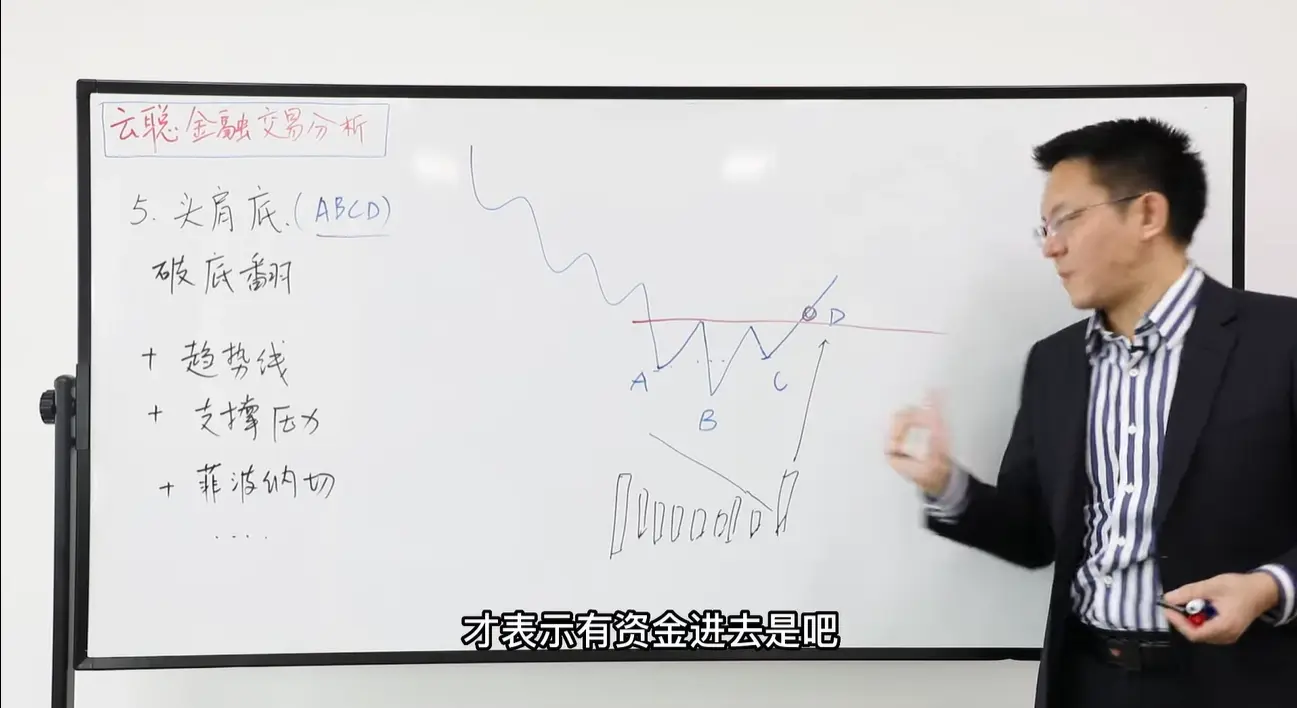 云聪金融交易分析
5. 头肩底.(ABCD)
破底翻
+ 趋势线
+ 支撑压力
+ 菲波纳切
....
D
A
C
B
才表示有资金进去是吧